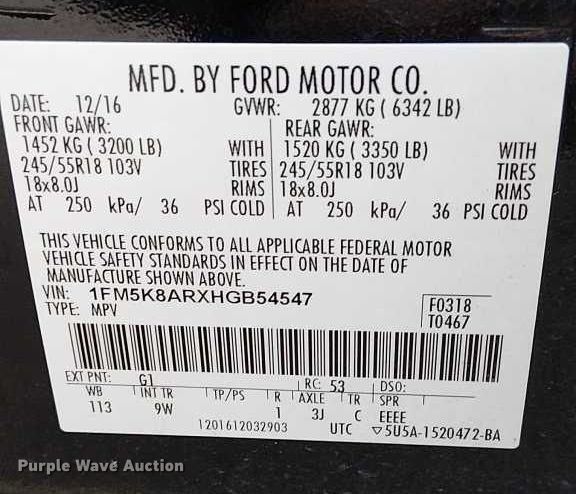 MFD. BY FORD MOTOR CO.
DATE: 12/16 GVWR: 2877 KG ( 6342 LB)
FRONT GAWR: REAR GAWR:
1452 KG ( 3200 LB) WITH 1520 KG ( 3350 LB) WITH
245/55R18 103V TIRES 245/55R18 103V TIRES
18x8.0J RIMS 18x8.0J RIMS
AT 250 kPa/ 36 PSI COLD AT 250 kPa/ 36 PSI COLD
THIS VEHICLE CONFORMS TO ALL APPLICABLE FEDERAL MOTOR
VEHICLE SAFETY STANDARDS IN EFFECT ON THE DATE OF
MANUFACTURE SHOWN ABOVE.
VIN: 1FM5K8ARXHGB54547 F0318
TYPE: MPV T0467
EXT PNT: G1 RC: 53 DSO:
WB INT TR TP/PS R AXLE TR SPR
113 9W 1 3J C EEEE
1201612032903 UTC ▽5U5A-1520472-BA
Purple Wave Auction